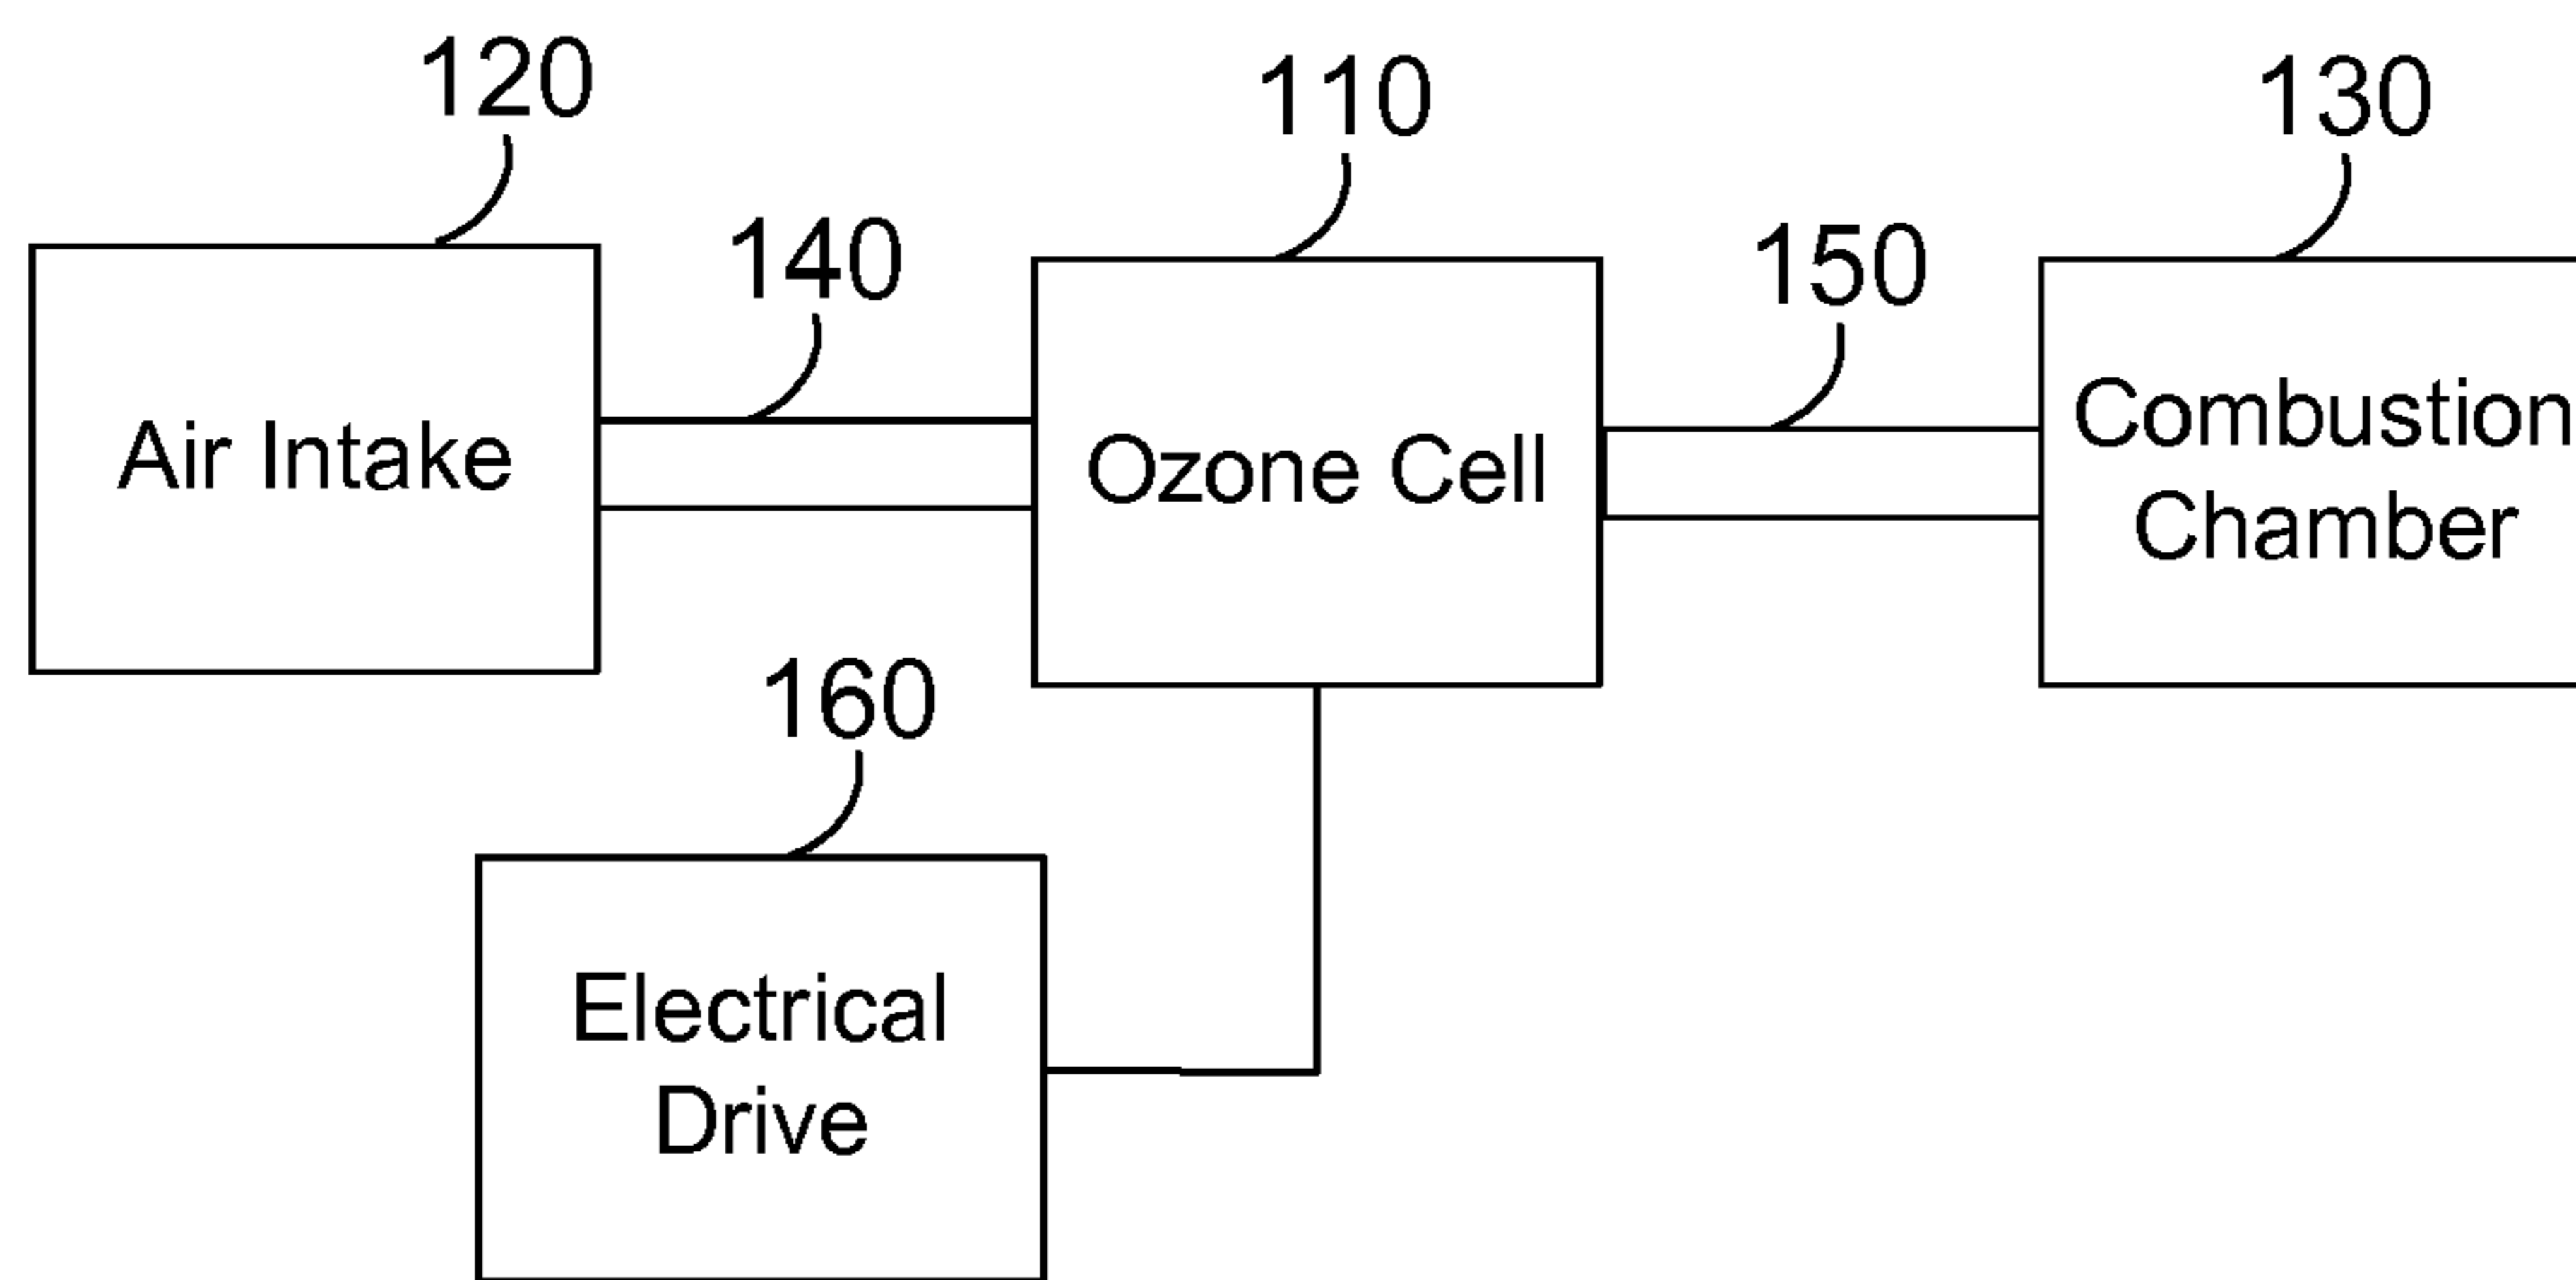 120
110
130
140
150
Air Intake
Ozone Cell
Combustion
Chamber
160
Electrical
Drive